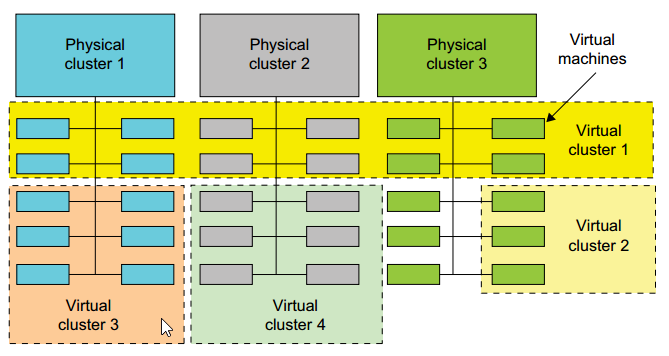 Physical
cluster 1
Physical
cluster 2
Physical
cluster 3
Virtual
machines
Virtual
cluster 1
Virtual
cluster 2
Virtual
cluster 3
Virtual
cluster 4